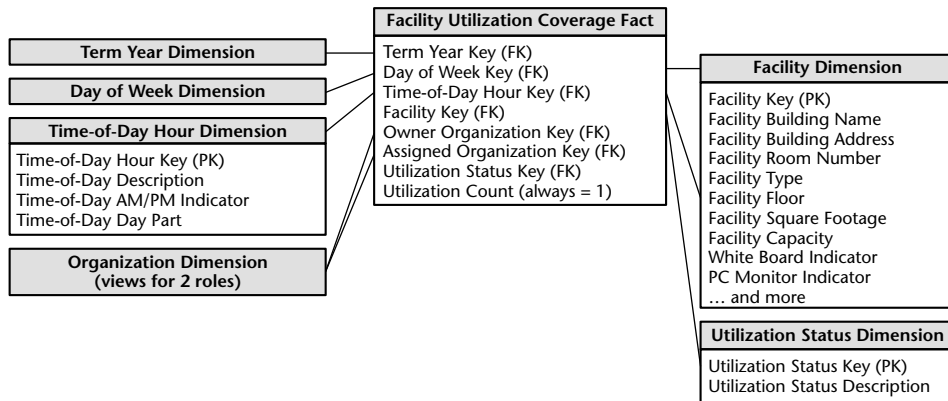 Facility Utilization Coverage Fact
Term Year Key (FK)
Day of Week Key (FK)
Time-of-Day Hour Key (FK)
Facility Key (FK)
Owner Organization Key (FK)
Assigned Organization Key (FK)
Utilization Status Key (FK)
Utilization Count (always = 1)
Term Year Dimension
Day of Week Dimension
Time-of-Day Hour Dimension
Time-of-Day Hour Key (PK)
Time-of-Day Description
Time-of-Day AM/PM Indicator
Time-of-Day Day Part
Organization Dimension
(views for 2 roles)
Facility Dimension
Facility Key (PK)
Facility Building Name
Facility Building Address
Facility Room Number
Facility Type
Facility Floor
Facility Square Footage
Facility Capacity
White Board Indicator
PC Monitor Indicator
… and more
Utilization Status Dimension
Utilization Status Key (PK)
Utilization Status Description